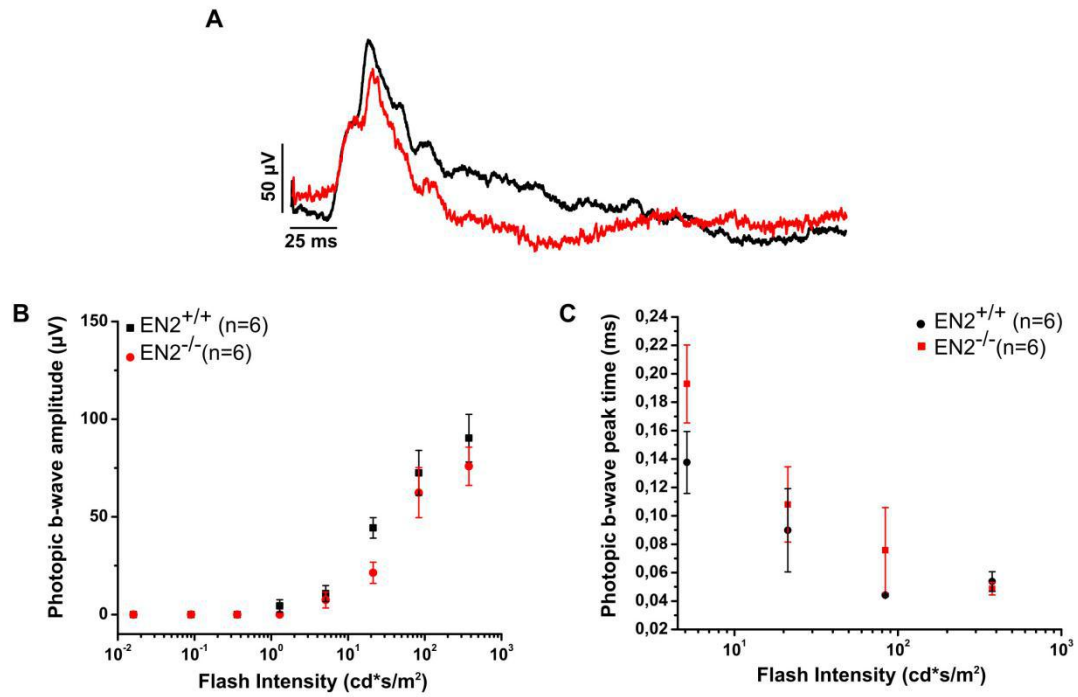 A
50 µV
25 ms
B
Photopic b-wave amplitude (µV)
150
100
50
0
EN2+/+ (n=6)
EN2-/-(n=6)
10-2
10-1
100
101
102
103
Flash Intensity (cd*s/m2)
C
Photopic b-wave peak time (ms)
0,24
0,22
0,20
0,18
0,16
0,14
0,12
0,10
0,08
0,06
0,04
0,02
EN2+/+ (n=6)
EN2-/-(n=6)
101
102
103
Flash Intensity (cd*s/m2)